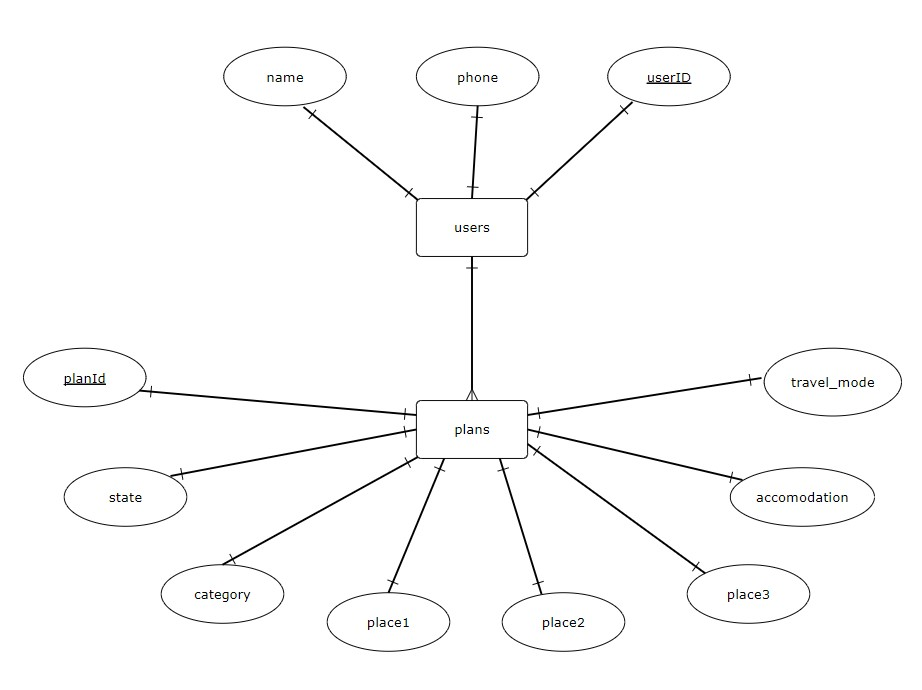 name
phone
userID
users
planId
travel_mode
plans
state
accomodation
category
place3
place1
place2